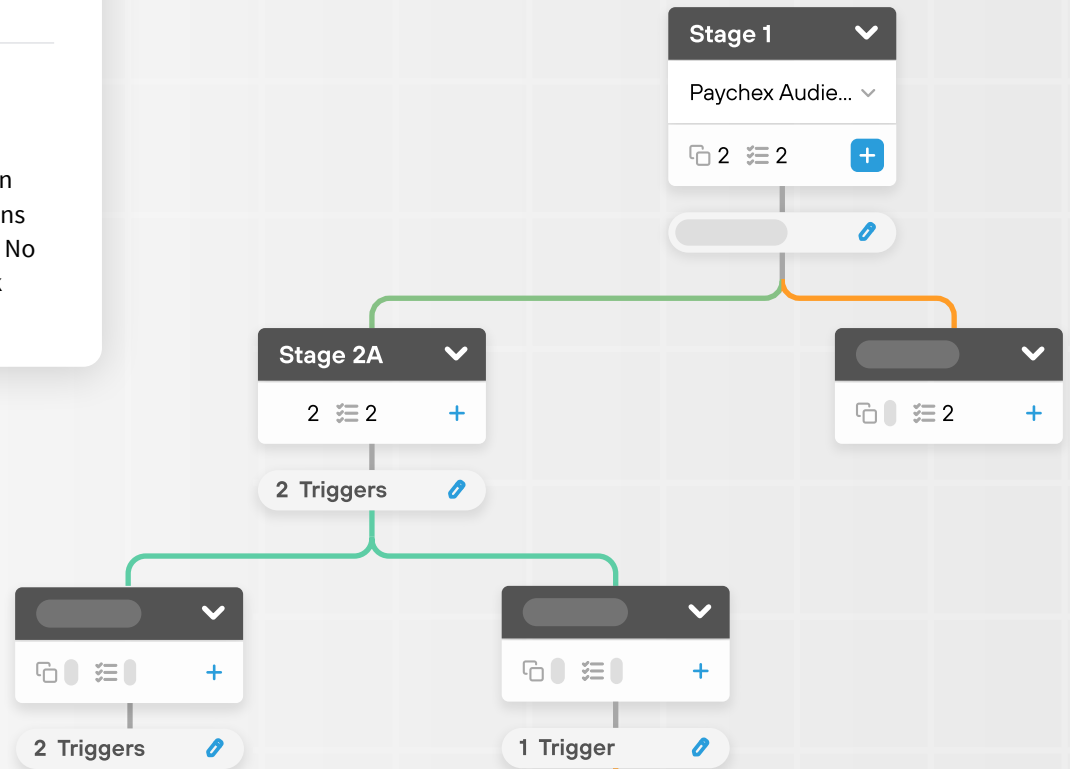 n
ns
No
Stage 1
Paychex Audie...
2 2
Stage 2A
2 2
2
2 Triggers
2 Triggers
1 Trigger